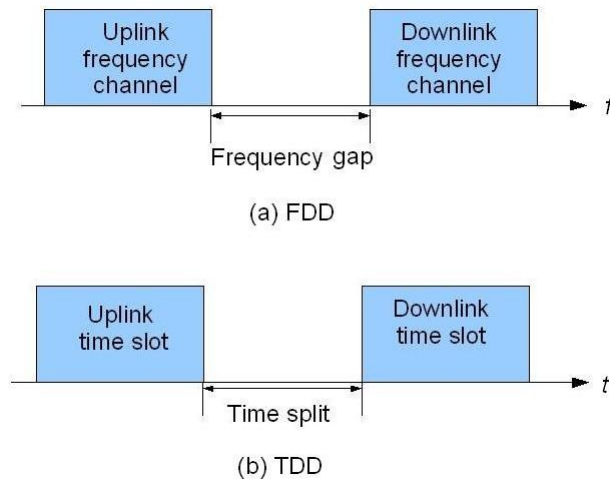 Uplink
frequency
channel
Downlink
frequency
channel
f
Frequency gap
(a) FDD
Uplink
time slot
Downlink
time slot
t
Time split
(b) TDD